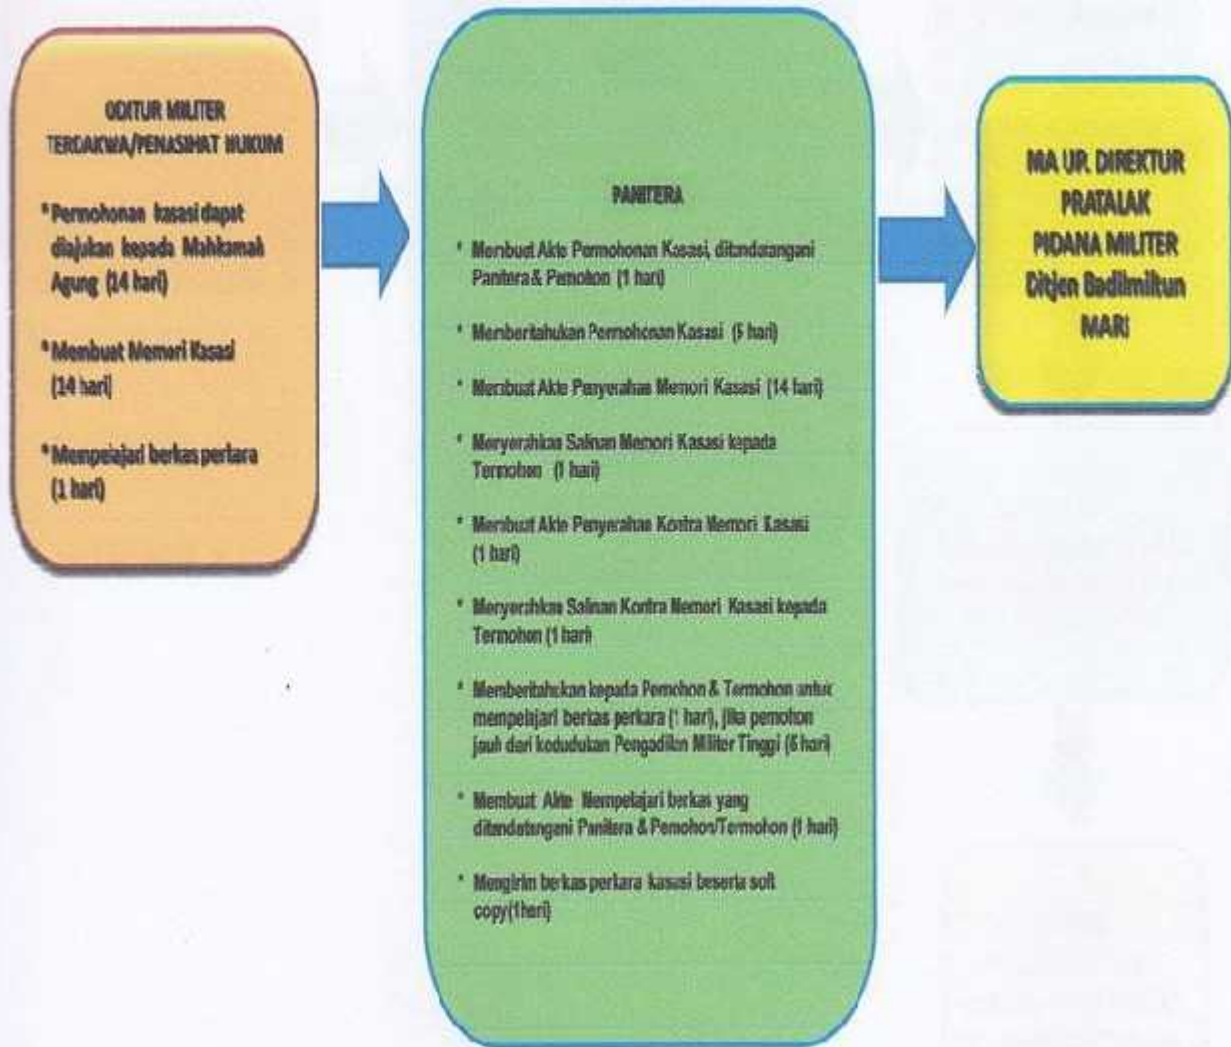 ODITUR MILITER
TERDAKWA/PENASIHAT HUKUM
* Permohonan kasasi dapat
diajukan kepada Mahkamah
Agung (14 hari)
* Membuat Memori Kasasi
(14 hari)
* Mempelajari berkas perkara
(1 hari)
PANITERA
* Membuat Akte Permohonan Kasasi, ditandatangani
Panitera & Pemohon (1 hari)
* Memberitahukan Permohonan Kasasi (5 hari)
* Membuat Akte Penyerahan Memori Kasasi (14 hari)
* Menyerahkan Salinan Memori Kasasi kepada
Termohon (1 hari)
* Membuat Akte Penyerahan Kontra Memori Kasasi
(1 hari)
* Menyerahkan Salinan Kontra Memori Kasasi kepada
Termohon (1 hari)
* Memberitahukan kepada Pemohon & Termohon untuk
mempelajari berkas perkara (1 hari), jika pemohon
jauh dari kedudukan Pengadilan Militer Tinggi (6 hari)
* Membuat Akte Mempelajari berkas yang
ditandatangani Panitera & Pemohon/Termohon (1 hari)
* Mengirim berkas perkara kasasi beserta soft
copy(1hari)
MA UP. DIREKTUR
PRATALAK
PIDANA MILITER
Ditjen Badilmiltun
MARI